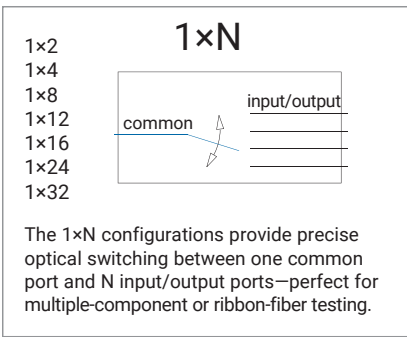 1×N
1×2
1×4
1×8
1×12
1×16
1×24
1×32
input/output
common
The 1×N configurations provide precise
optical switching between one common
port and N input/output ports—perfect for
multiple-component or ribbon-fiber testing.